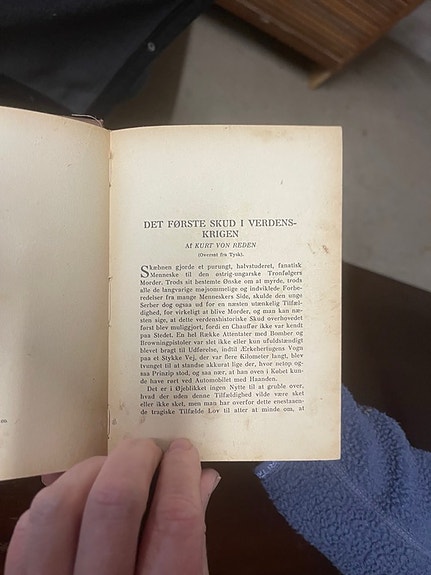 DET FØRSTE SKUD I VERDENS-
KRIGEN
Af KURT VON REDEN
(Oversat fra Tysk).
Skæbnen gjorde et purungt, halvstuderet, fanatisk
Menneske til den østrig-ungarske Tronfølgers
Morder. Trods sit bestemte Ønske om at myrde, trods
alle de langvarige møjsommelige og indviklede Forbe-
redelser fra mange Menneskers Side, skulde den unge
Serber dog ogsaa ud for en næsten utænkelig Tilfæl-
dighed, for virkelig at blive Morder, og man kan næ-
sten sige, at dette verdenshistoriske Skud overhovedet
først blev muliggjort, fordi en Chauffør ikke var kendt
paa Stedet. En hel Række Attentater med Bomber og
Browningpistoler var slet ikke eller kun ufuldstændigt
blevet bragt til Udførelse, indtil Ærkehertugens Vogn
paa et Stykke Vej, der var flere Kilometer langt, blev
tvunget til at standse akkurat lige der, hvor netop og-
saa Prinzip stod, og saa nær, at han oven i Købet kun-
de have rørt ved Automobilet med Haanden.
Det er i Øjeblikket ingen Nytte til at gruble over,
hvad der uden denne Tilfældighed vilde være sket
eller ikke sket, men man har overfor dette enestaaen-
de tragiske Tilfælde Lov til atter at minde om, at